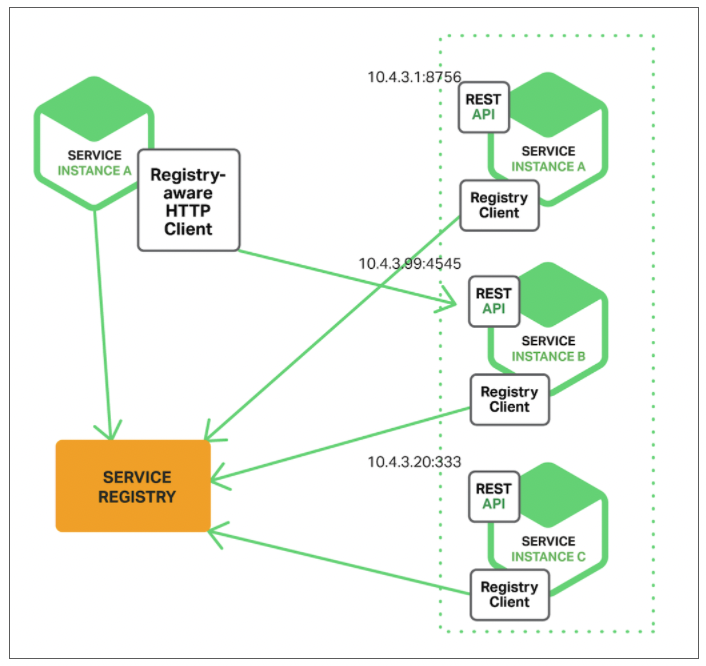 SERVICE
INSTANCE A
Registry-
aware
HTTP
Client
SERVICE
REGISTRY
10.4.3.1:8756
REST
API
SERVICE
INSTANCE A
Registry
Client
10.4.3.99:4545
REST
API
SERVICE
INSTANCE B
Registry
Client
10.4.3.20:333
REST
API
SERVICE
INSTANCE C
Registry
Client